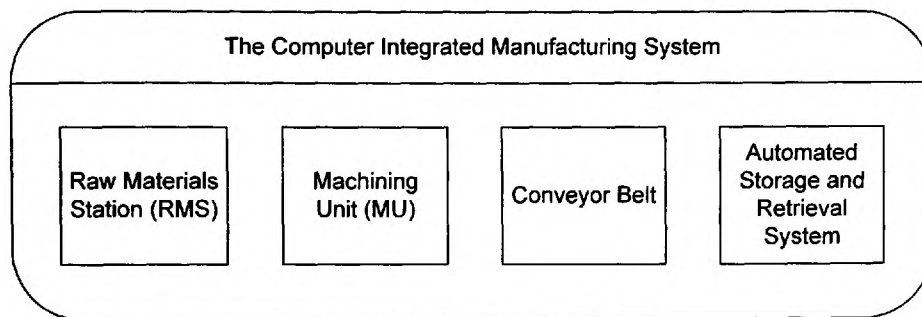 The Computer Integrated Manufacturing System
Raw Materials
Station (RMS)
Machining
Unit (MU)
Conveyor Belt
Automated
Storage and
Retrieval
System